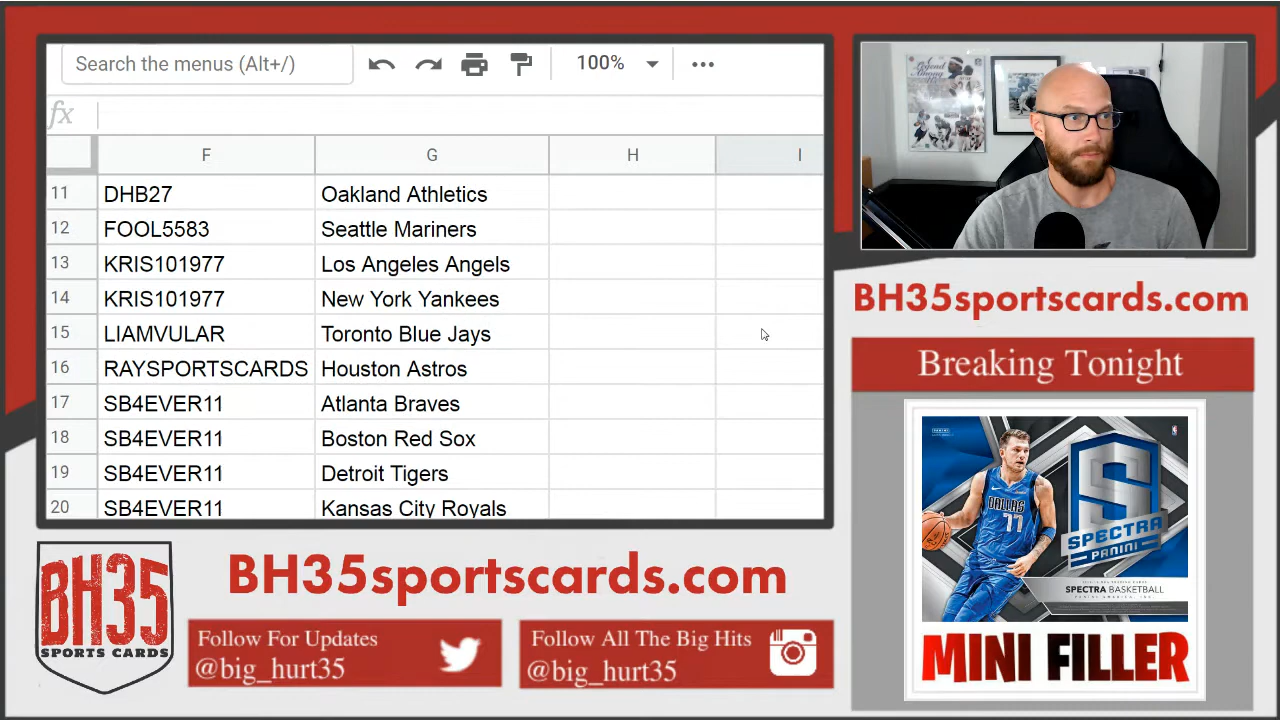 Search the menus (Alt+/)
100%
fx
F G H I
11 DHB27 Oakland Athletics
12 FOOL5583 Seattle Mariners
13 KRIS101977 Los Angeles Angels
14 KRIS101977 New York Yankees
15 LIAMVULAR Toronto Blue Jays
16 RAYSPORTSCARDS Houston Astros
17 SB4EVER11 Atlanta Braves
18 SB4EVER11 Boston Red Sox
19 SB4EVER11 Detroit Tigers
20 SB4EVER11 Kansas City Royals
BH35sportscards.com
Breaking Tonight
PANINI
DALLAS
77
S
SPECTRA
PANINI
SPECTRA BASKETBALL
MINI FILLER
BH35
SPORTS CARDS
BH35sportscards.com
Follow For Updates
@big_hurt35
Follow All The Big Hits
@big_hurt35